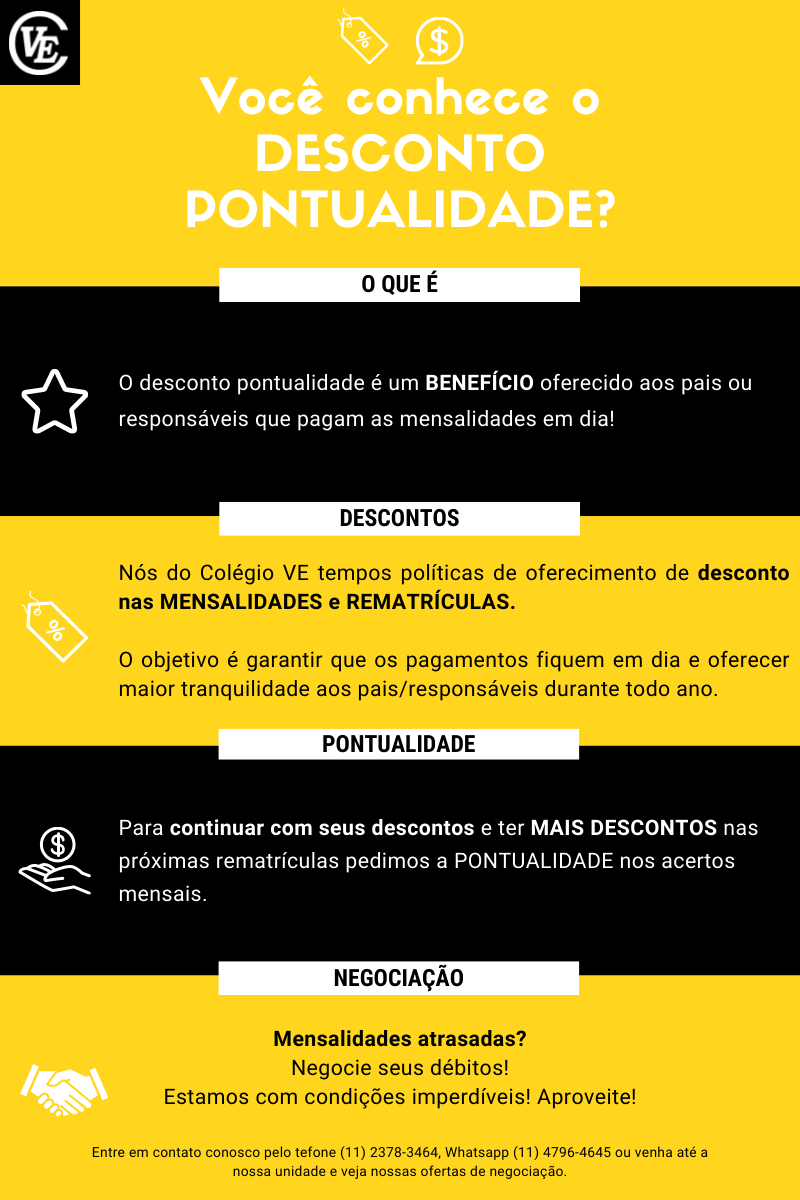 VE
%
$
Você conhece o
DESCONTO
PONTUALIDADE?
O QUE É
O desconto pontualidade é um BENEFÍCIO oferecido aos pais ou
responsáveis que pagam as mensalidades em dia!
DESCONTOS
Nós do Colégio VE tempos políticas de oferecimento de desconto
nas MENSALIDADES e REMATRÍCULAS.
%
O objetivo é garantir que os pagamentos fiquem em dia e oferecer
maior tranquilidade aos pais/responsáveis durante todo ano.
PONTUALIDADE
$
Para continuar com seus descontos e ter MAIS DESCONTOS nas
próximas rematrículas pedimos a PONTUALIDADE nos acertos
mensais.
NEGOCIAÇÃO
Mensalidades atrasadas?
Negocie seus débitos!
Estamos com condições imperdíveis! Aproveite!
Entre em contato conosco pelo tefone (11) 2378-3464, Whatsapp (11) 4796-4645 ou venha até a
nossa unidade e veja nossas ofertas de negociação.